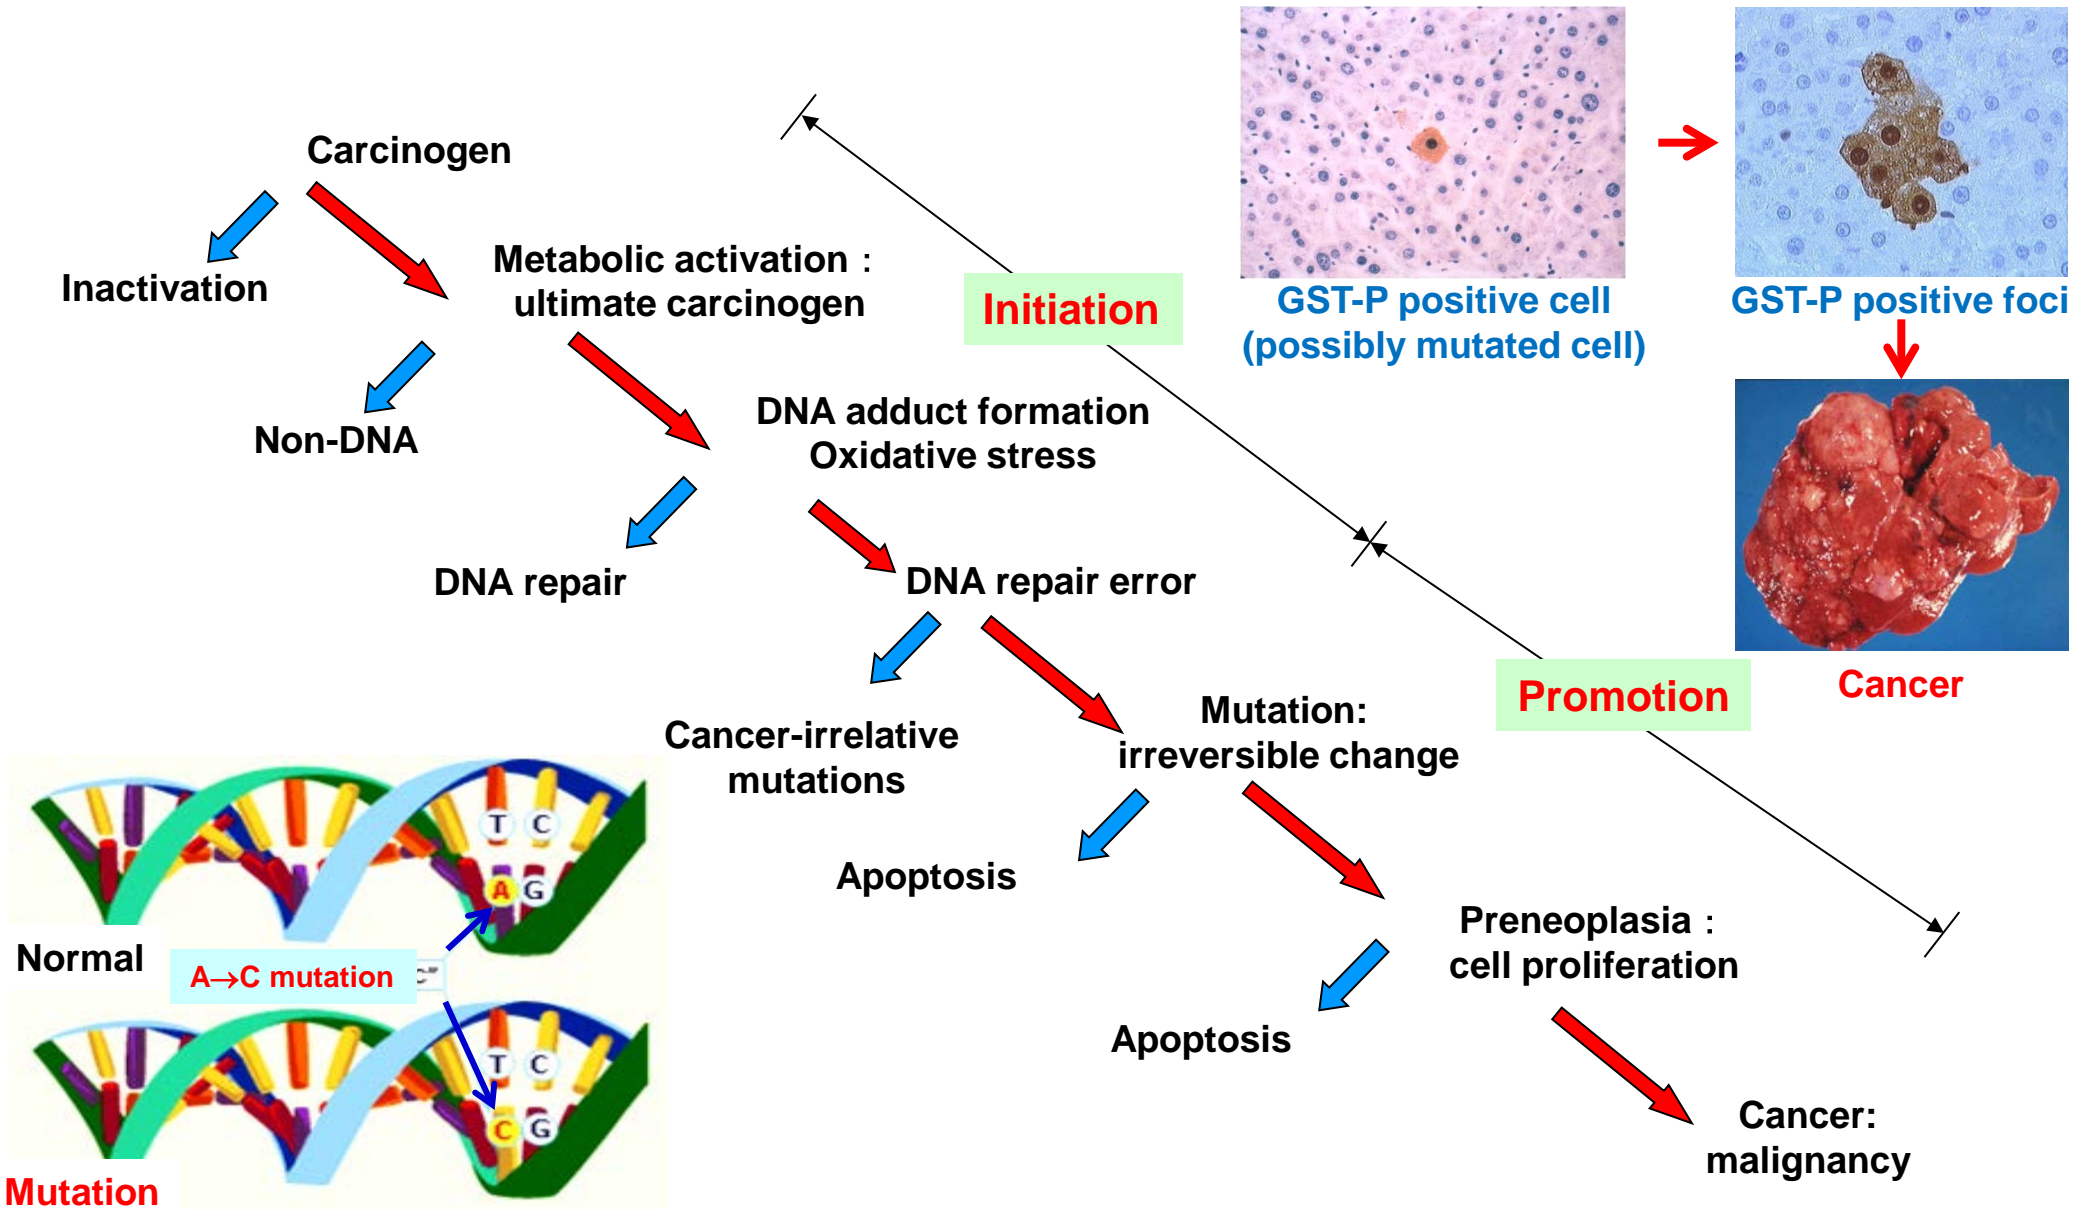 Carcinogen
Inactivation
Metabolic activation :
ultimate carcinogen
Non-DNA
DNA adduct formation
Oxidative stress
DNA repair
DNA repair error
Cancer-irrelative
mutations
Mutation:
irreversible change
Apoptosis
Preneoplasia :
cell proliferation
Apoptosis
Cancer:
malignancy
Initiation
Promotion
GST-P positive cell
(possibly mutated cell)
GST-P positive foci
Cancer
T C
A G
Normal
A→C mutation
T C
C G
Mutation